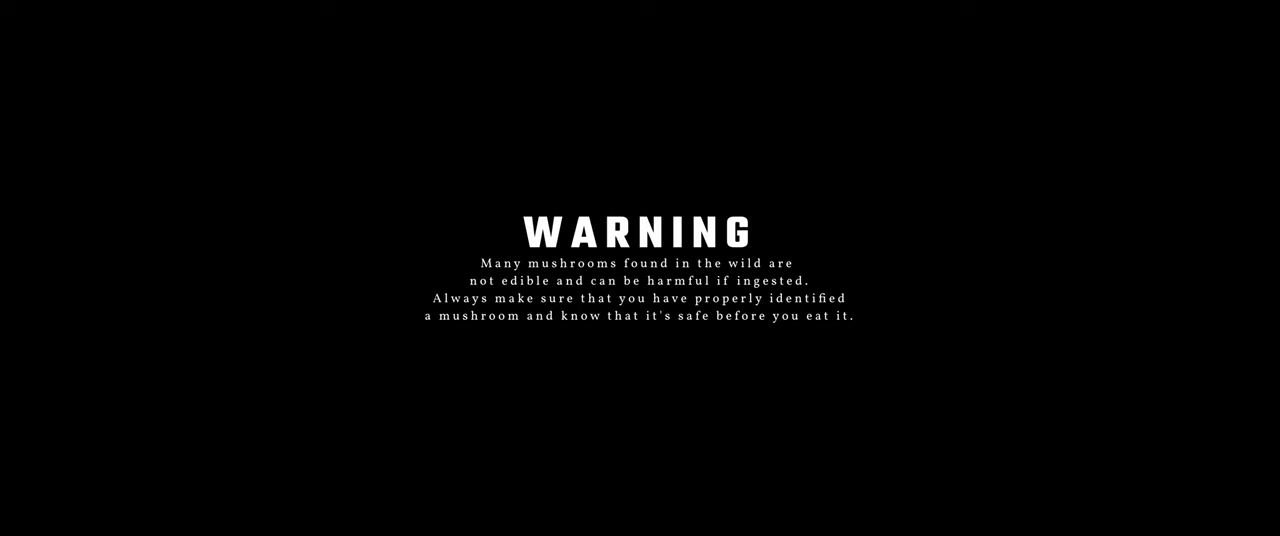 WARNING
Many mushrooms found in the wild are
not edible and can be harmful if ingested.
Always make sure that you have properly identified
a mushroom and know that it's safe before you eat it.